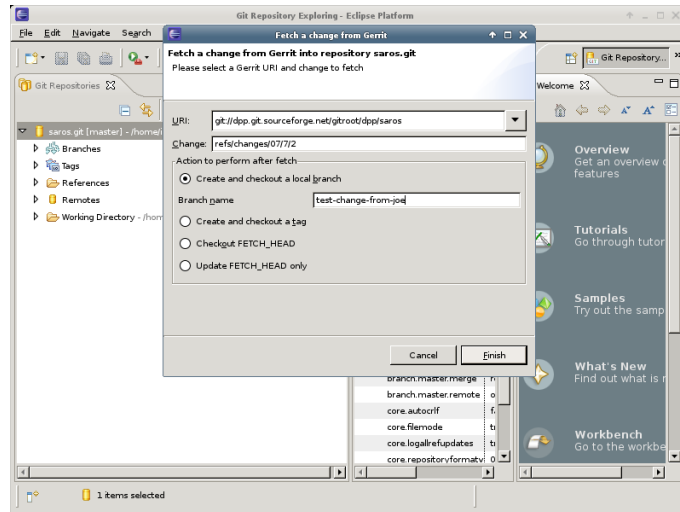 Git Repository Exploring - Eclipse Platform
File Edit Navigate Search
Git Repository...
Fetch a change from Gerrit
Fetch a change from Gerrit into repository saros.git
Please select a Gerrit URI and change to fetch
URI: git://dpp.git.sourceforge.net/gitroot/dpp/saros
Change: refs/changes/07/7/2
Action to perform after fetch
Create and checkout a local branch
Branch name test-change-from-joe
Create and checkout a tag
Checkout FETCH_HEAD
Update FETCH_HEAD only
Cancel Finish
Git Repositories
saros.git [master] - /home/i
Branches
Tags
References
Remotes
Working Directory - /hom
branch.master.merge
branch.master.remote
core.autocrlf
core.filemode
core.logallrefupdates
core.repositoryformatv 0
Welcome
Overview
Get an overview o
features
Tutorials
Go through tutor
Samples
Try out the samp
What's New
Find out what is
Workbench
Go to the workbe
1 items selected